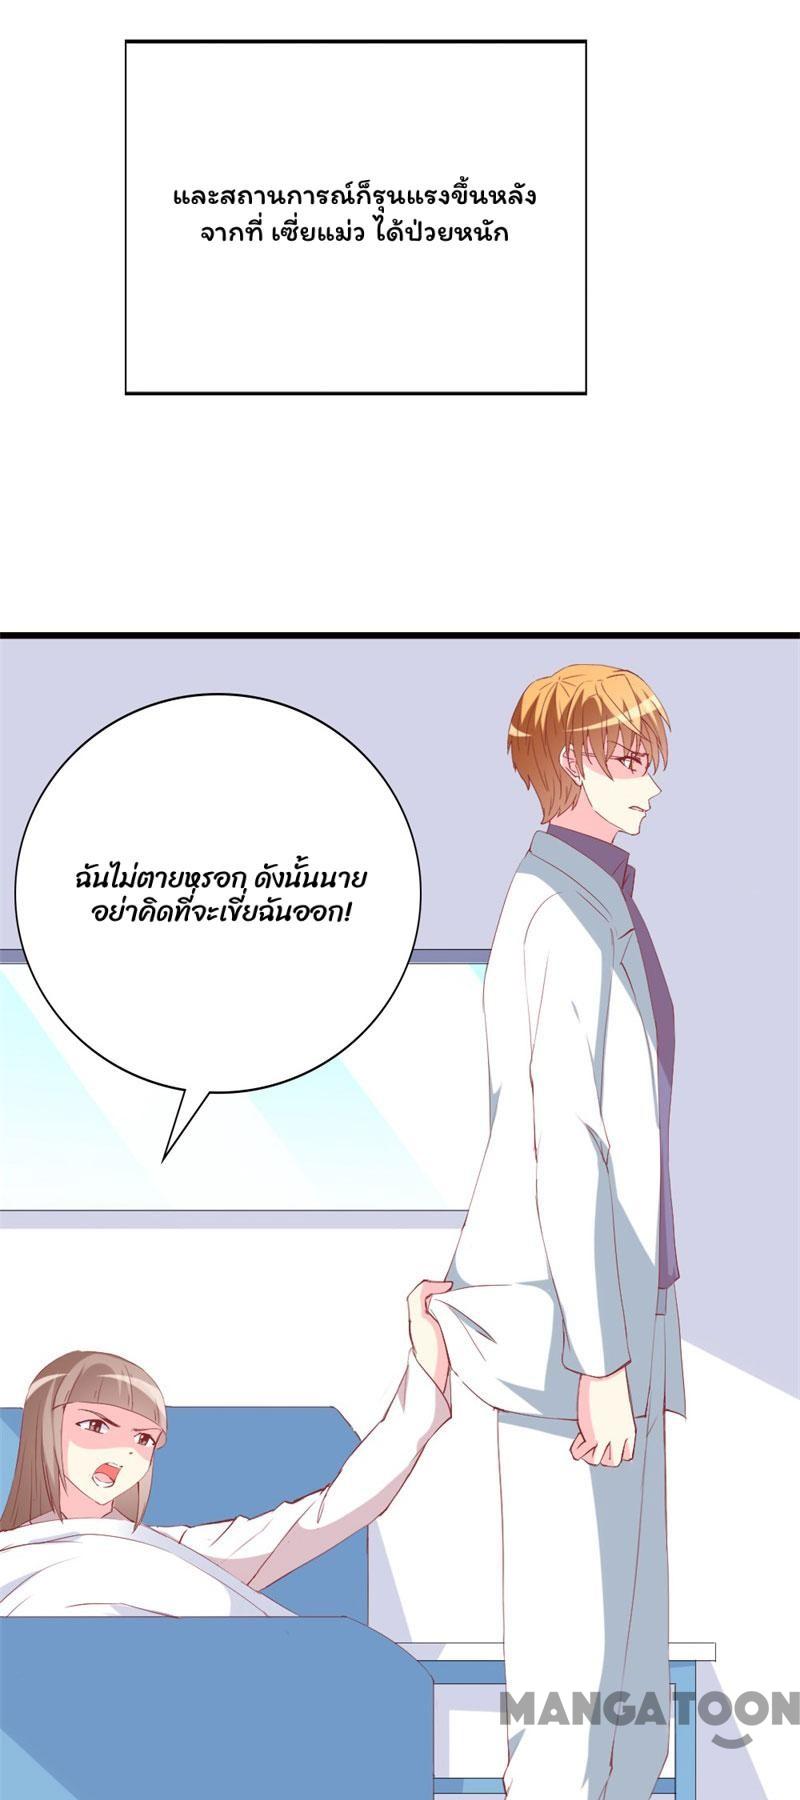 และสถานการณ์ก็รุนแรงขึ้นหลัง
จากที่ เซี่ยแม่ว ได้ป่วยหนัก
ฉันไม่ตายหรอก ดังนั้นนาย
อย่าคิดที่จะเขี่ยฉันออก!
MANGATOON